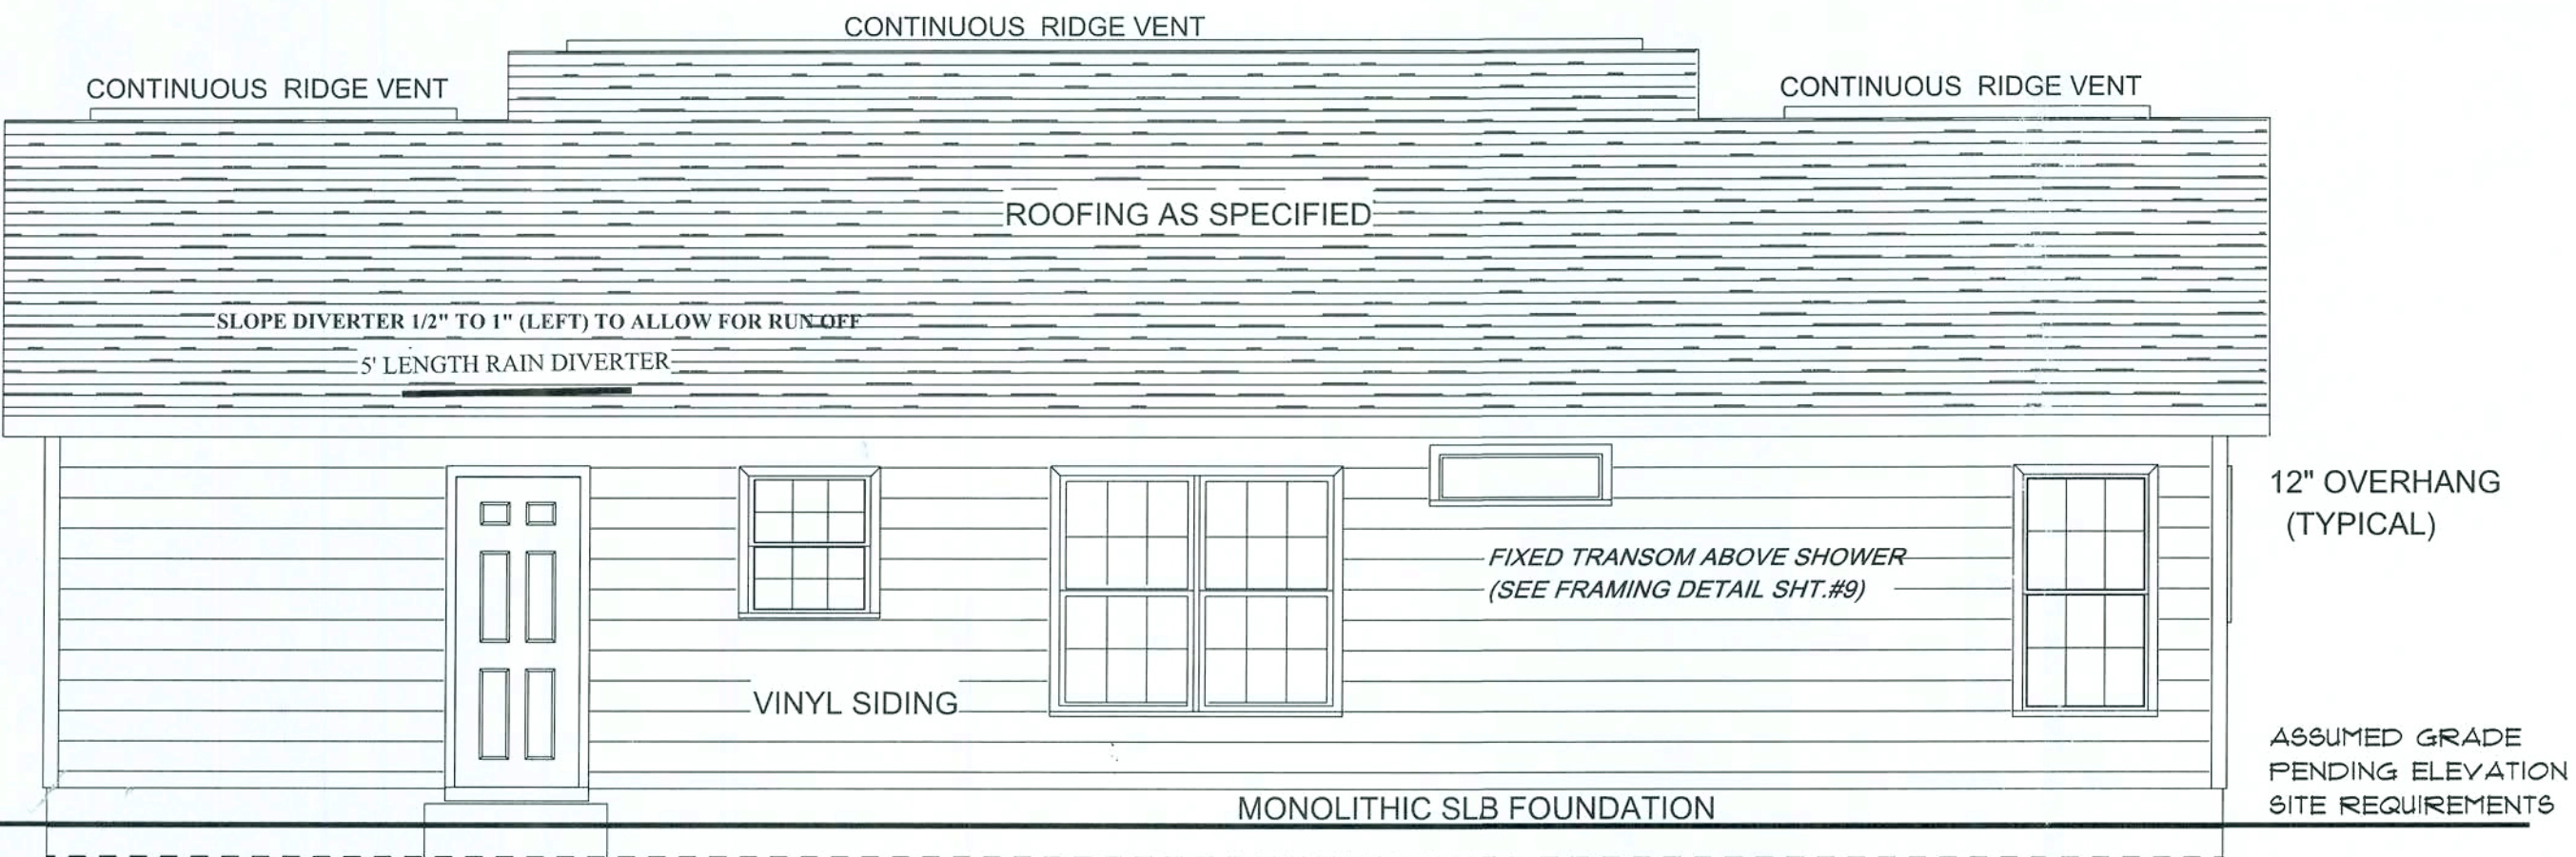 CONTINUOUS RIDGE VENT
CONTINUOUS RIDGE VENT
CONTINUOUS RIDGE VENT
ROOFING AS SPECIFIED
SLOPE DIVERTER 1/2" TO 1" (LEFT) TO ALLOW FOR RUN OFF
5' LENGTH RAIN DIVERTER
12" OVERHANG
(TYPICAL)
FIXED TRANSOM ABOVE SHOWER
(SEE FRAMING DETAIL SHT.#9)
VINYL SIDING
ASSUMED GRADE
PENDING ELEVATION
SITE REQUIREMENTS
MONOLITHIC SLB FOUNDATION